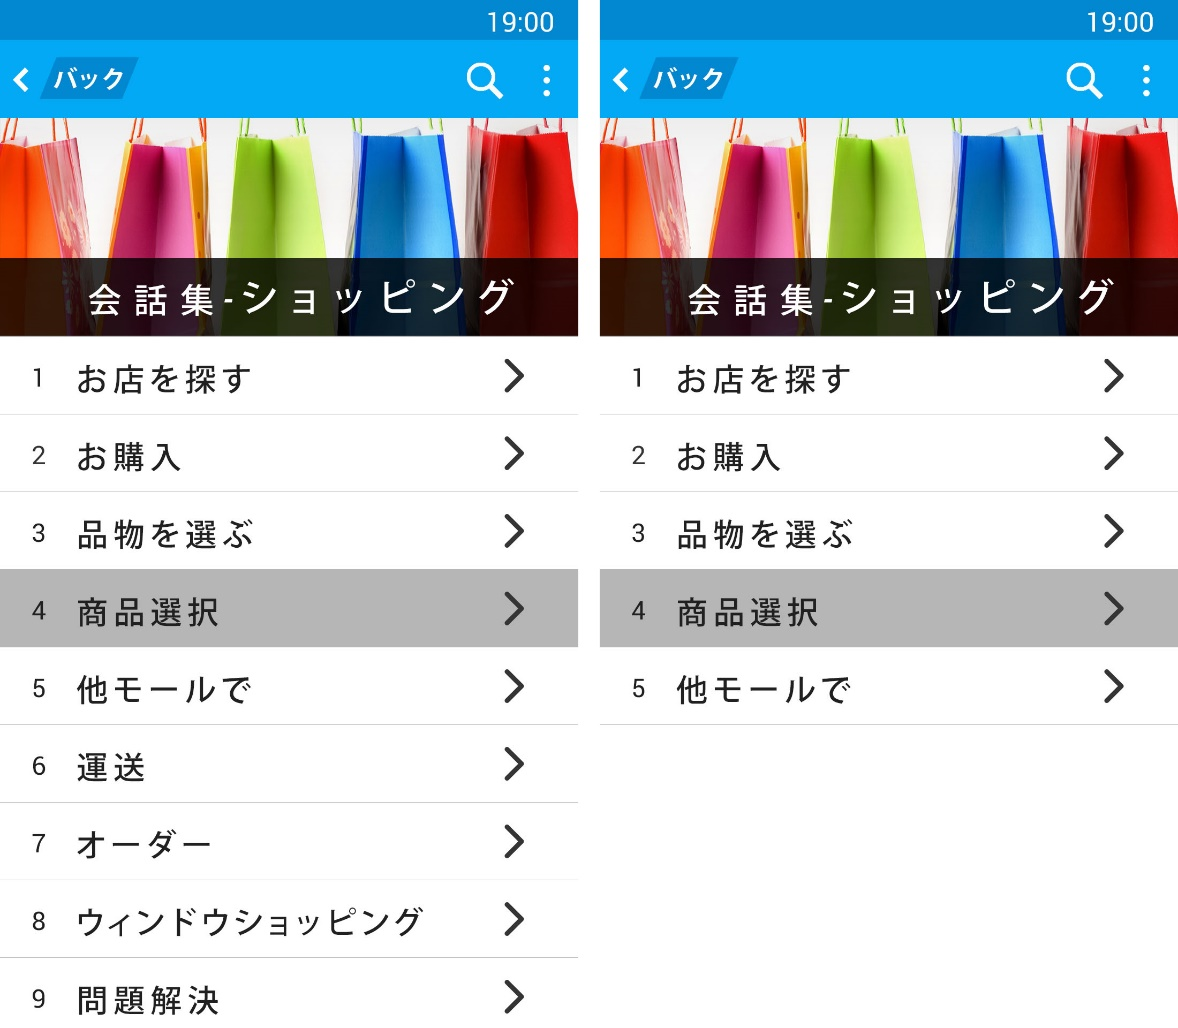 19:00
バック
会話集-ショッピング
1 お店を探す
2 お購入
3 品物を選ぶ
4 商品選択
5 他モールで
6 運送
7 オーダー
8 ウィンドウショッピング
9 問題解決
19:00
バック
会話集-ショッピング
1 お店を探す
2 お購入
3 品物を選ぶ
4 商品選択
5 他モールで